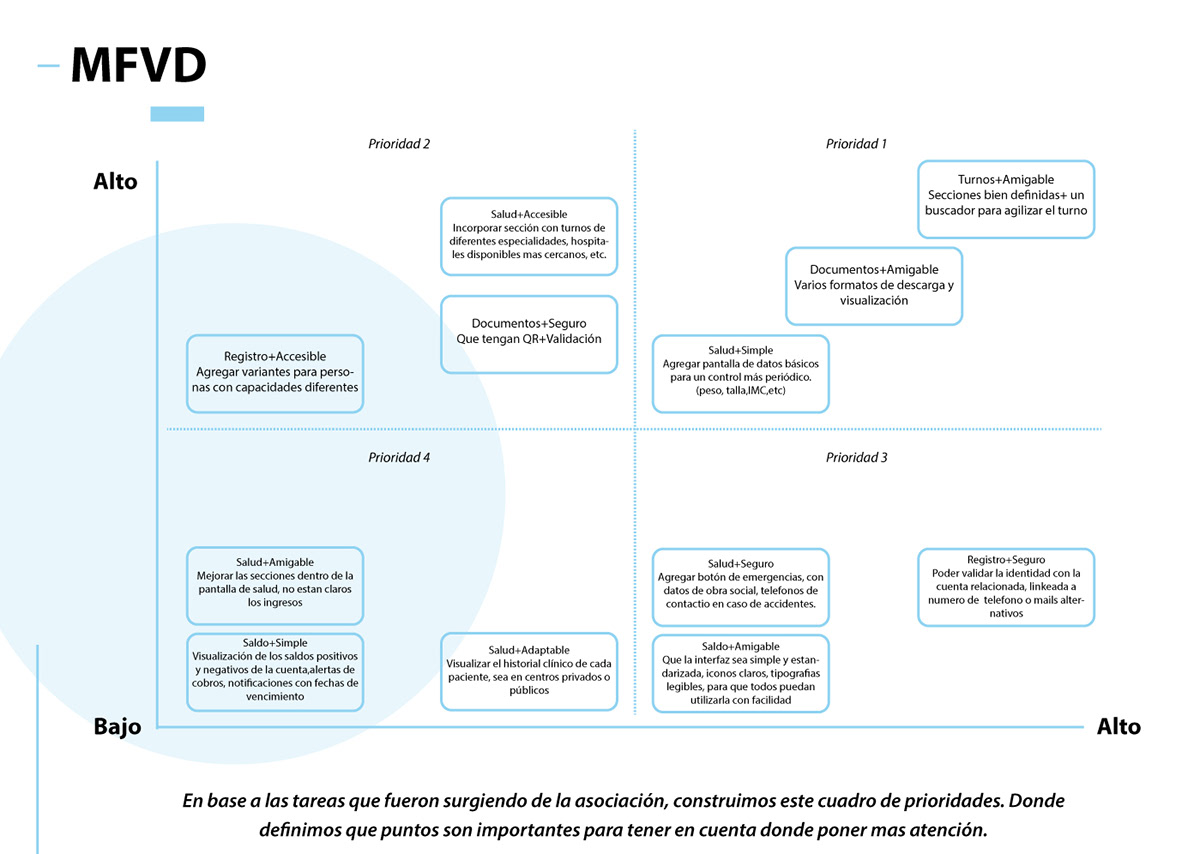 MFVD
Prioridad 2
Prioridad 1
Alto
Turnos+Amigable
Secciones bien definidas+ un
buscador para agilizar el turno
Salud+Accesible
Incorporar sección con turnos de
diferentes especialidades, hospita-
les disponibles mas cercanos, etc.
Documentos+Amigable
Varios formatos de descarga y
visualización
Documentos+Seguro
Que tengan QR+Validación
Registro+Accesible
Agregar variantes para perso-
nas con capacidades diferentes
Salud+Simple
Agregar pantalla de datos básicos
para un control más periódico.
(peso, talla,IMC,etc)
Prioridad 4
Prioridad 3
Salud+Amigable
Mejorar las secciones dentro de la
pantalla de salud, no estan claros
los ingresos
Salud+Seguro
Agregar botón de emergencias, con
datos de obra social, telefonos de
contactio en caso de accidentes.
Registro+Seguro
Poder validar la identidad con la
cuenta relacionada, linkeada a
numero de telefono o mails alter-
nativos
Saldo+Simple
Visualización de los saldos positivos
y negativos de la cuenta,alertas de
cobros, notificaciones con fechas de
vencimiento
Salud+Adaptable
Visualizar el historial clínico de cada
paciente, sea en centros privados o
públicos
Saldo+Amigable
Que la interfaz sea simple y estan-
darizada, iconos claros, tipografias
legibles, para que todos puedan
utilizarla con facilidad
Bajo
Alto
En base a las tareas que fueron surgiendo de la asociación, construimos este cuadro de prioridades. Donde
definimos que puntos son importantes para tener en cuenta donde poner mas atención.